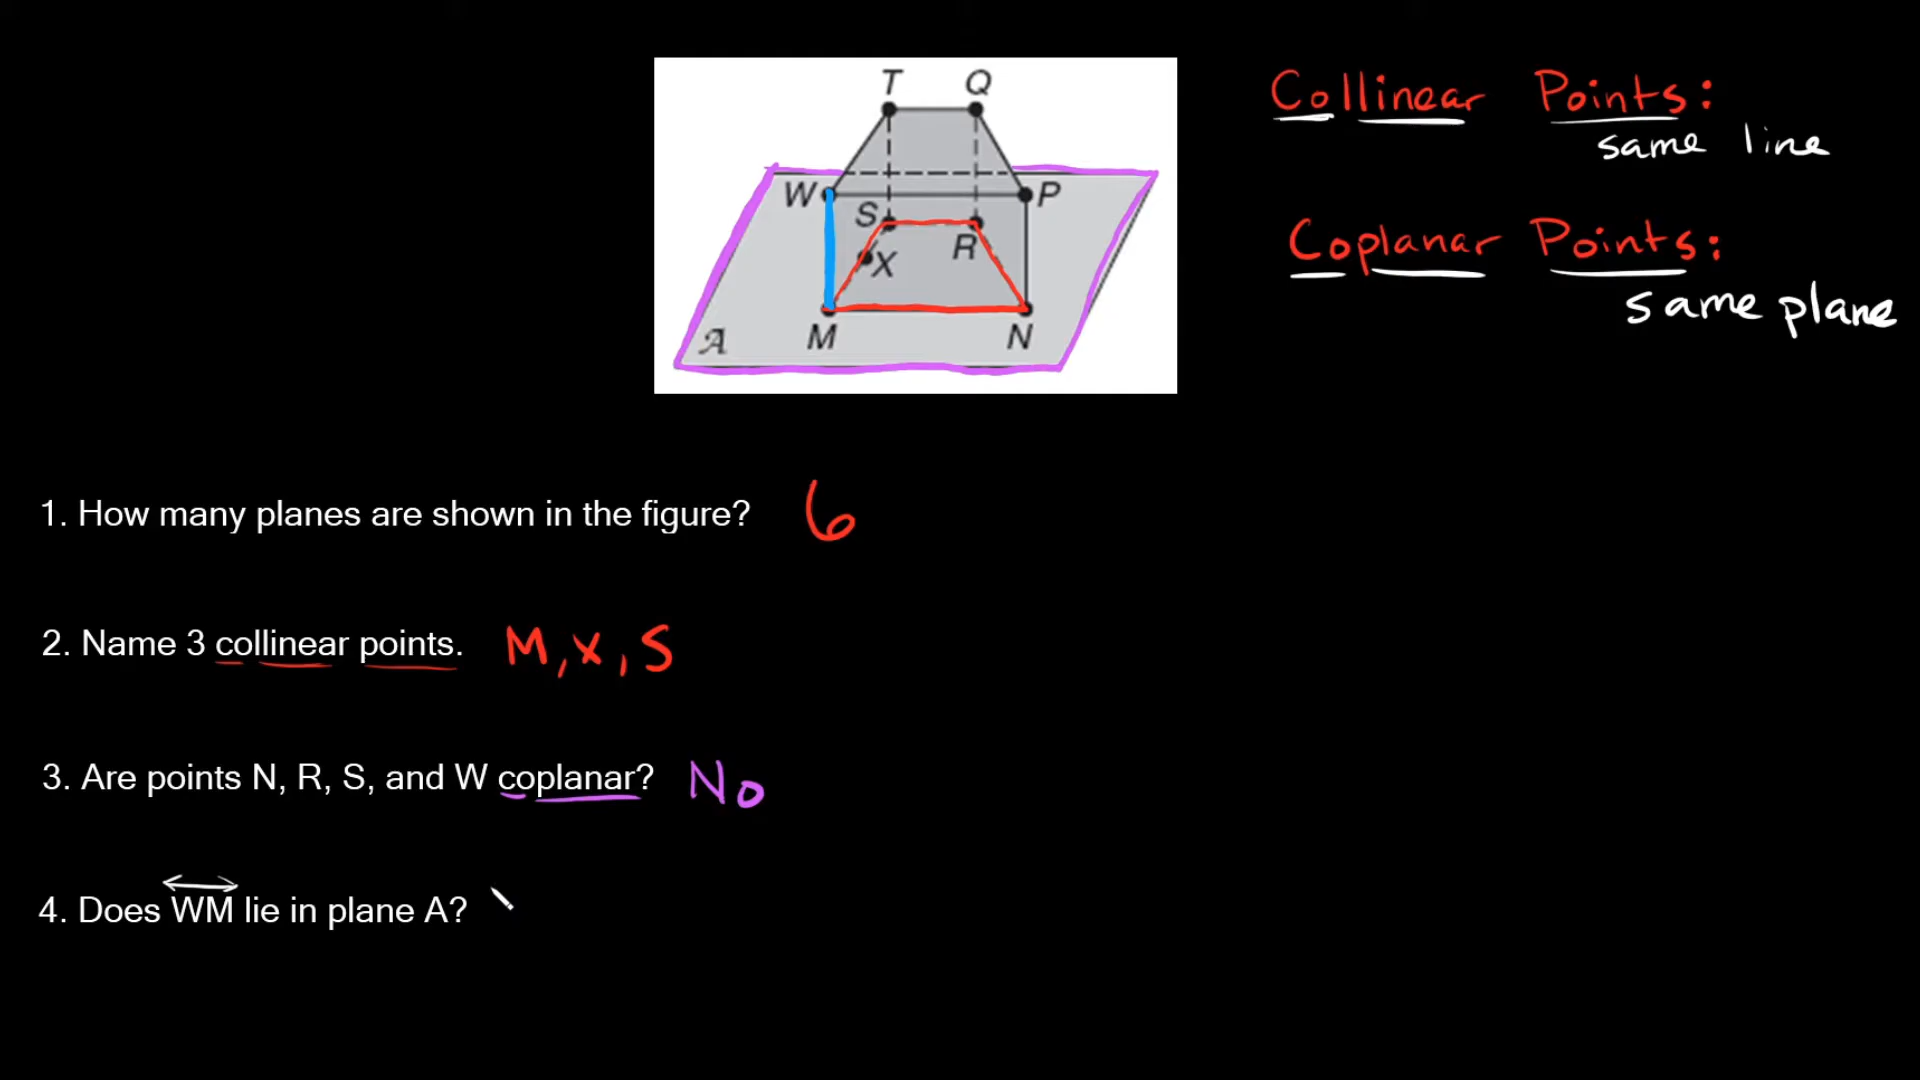 T Q
Collinear Points:
same line
W P
S
R
X
Coplanar Points:
same plane
A M N
1. How many planes are shown in the figure? 6
2. Name 3 collinear points. M, X, S
3. Are points N, R, S, and W coplanar? No
4. Does WM lie in plane A?